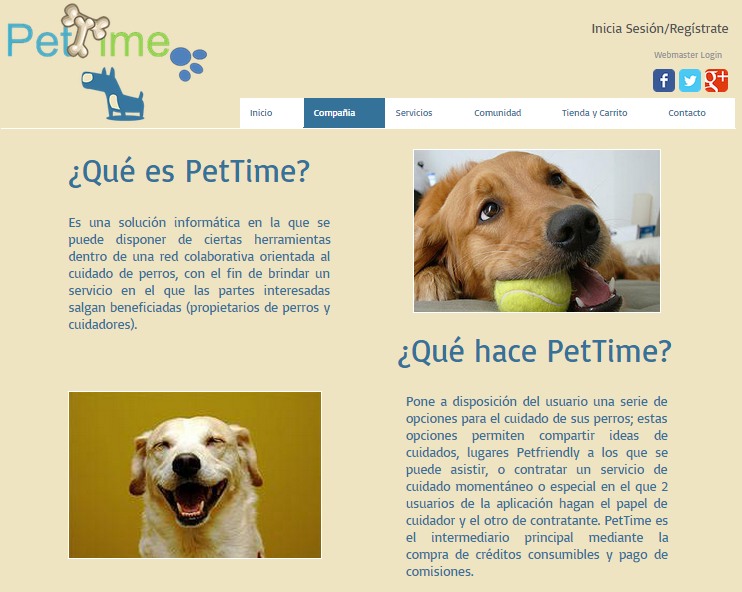 PetTime
Inicia Sesión/Regístrate
Webmaster Login
Inicio
Compañia
Servicios
Comunidad
Tienda y Carrito
Contacto
¿Qué es PetTime?
Es una solución informática en la que se
puede disponer de ciertas herramientas
dentro de una red colaborativa orientada al
cuidado de perros, con el fin de brindar un
servicio en el que las partes interesadas
salgan beneficiadas (propietarios de perros y
cuidadores).
¿Qué hace PetTime?
Pone a disposición del usuario una serie de
opciones para el cuidado de sus perros; estas
opciones permiten compartir ideas de
cuidados, lugares Petfriendly a los que se
puede asistir, o contratar un servicio de
cuidado momentáneo o especial en el que 2
usuarios de la aplicación hagan el papel de
cuidador y el otro de contratante. PetTime es
el intermediario principal mediante la
compra de créditos consumibles y pago de
comisiones.